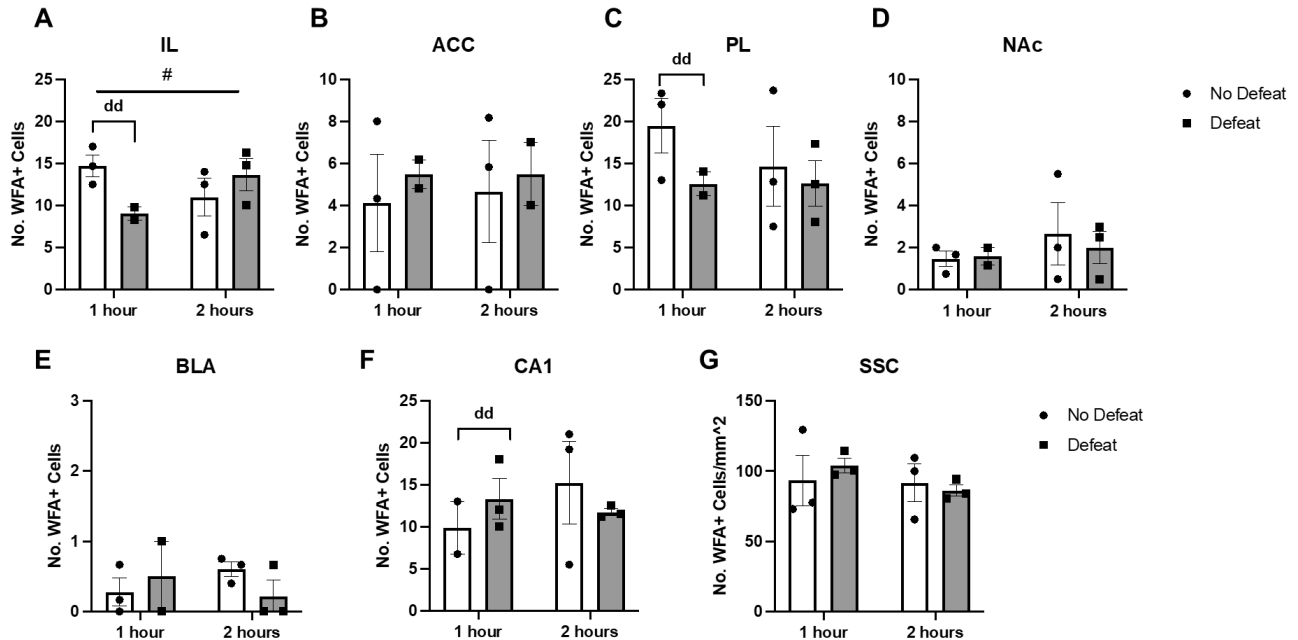 A
IL
#
dd
No. WFA+ Cells
25
20
15
10
5
0
1 hour
2 hours
B
ACC
No. WFA+ Cells
10
8
6
4
2
0
1 hour
2 hours
C
PL
dd
No. WFA+ Cells
25
20
15
10
5
0
1 hour
2 hours
D
NAc
No. WFA+ Cells
10
8
6
4
2
0
1 hour
2 hours
No Defeat
Defeat
E
BLA
No. WFA+ Cells
3
2
1
0
1 hour
2 hours
F
CA1
dd
No. WFA+ Cells
25
20
15
10
5
0
1 hour
2 hours
G
SSC
No. WFA+ Cells/mm^2
150
100
50
0
1 hour
2 hours
No Defeat
Defeat